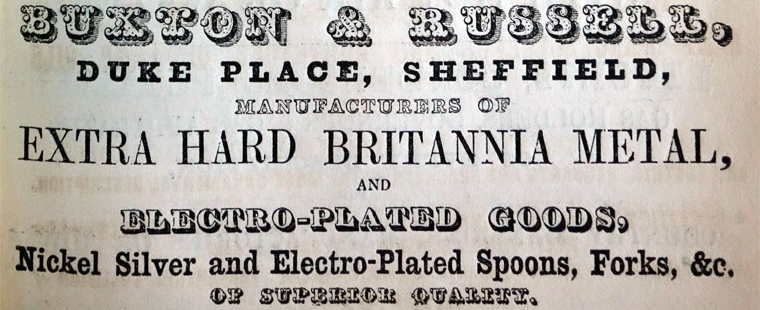 BUXTON & RUSSELL,
DUKE PLACE, SHEFFIELD,
MANUFACTURERS OF
EXTRA HARD BRITANNIA METAL,
AND
ELECTRO-PLATED GOODS,
Nickel Silver and Electro-Plated Spoons, Forks, &c.
OF SUPERIOR QUALITY.